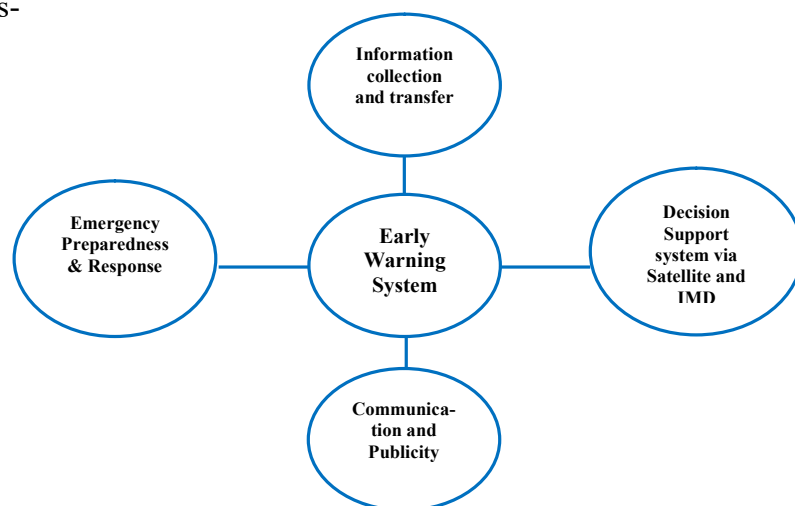 s-
Information
collection
and transfer
Emergency
Preparedness
& Response
Early
Warning
System
Decision
Support
system via
Satellite and
IMD
Communica-
tion and
Publicity